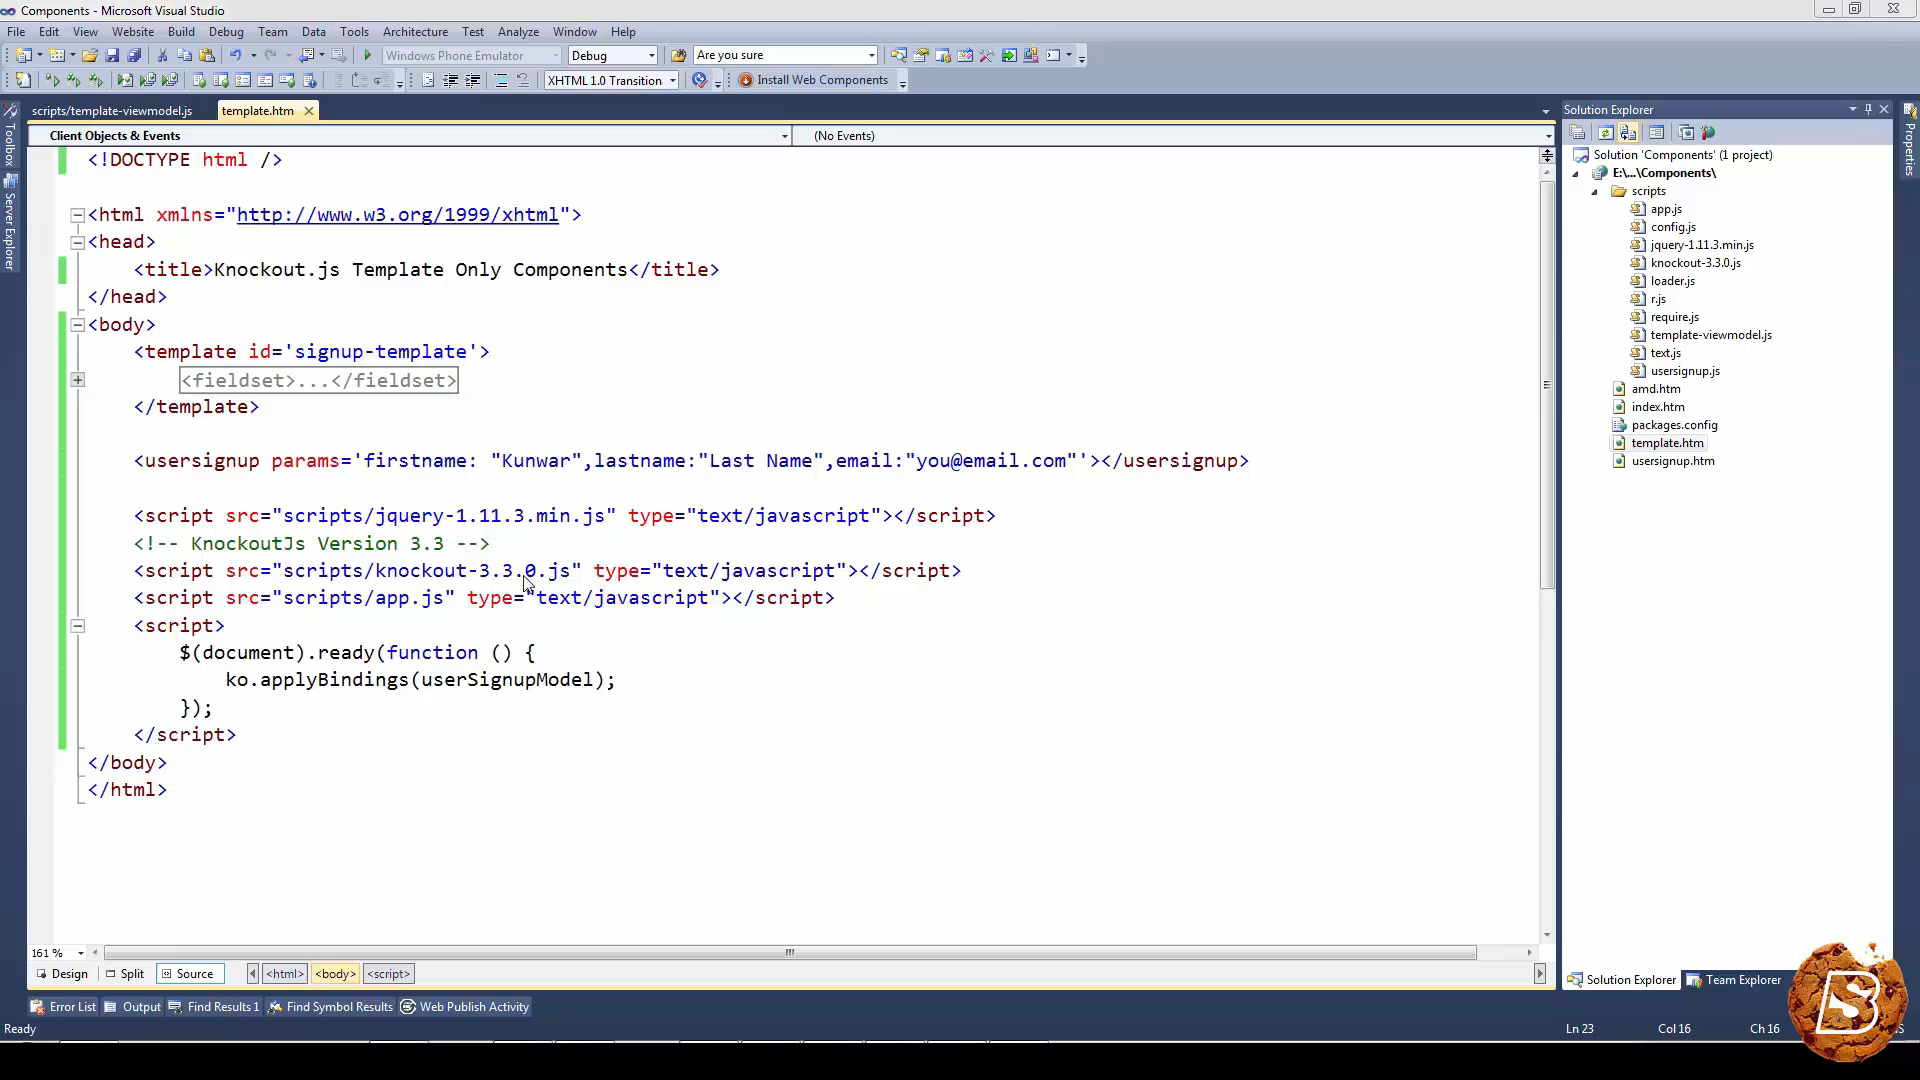 Components - Microsoft Visual Studio
File Edit View Website Build Debug Team Data Tools Architecture Test Analyze Window Help
Windows Phone Emulator Debug Are you sure
XHTML 1.0 Transition Install Web Components
scripts/template-viewmodel.js template.htm
Client Objects & Events (No Events)
<!DOCTYPE html />
<html xmlns="http://www.w3.org/1999/xhtml">
<head>
<title>Knockout.js Template Only Components</title>
</head>
<body>
<template id='signup-template'>
<fieldset>...</fieldset>
</template>
<usersignup params='firstname: "Kunwar",lastname:"Last Name",email:"you@email.com"'></usersignup>
<script src="scripts/jquery-1.11.3.min.js" type="text/javascript"></script>
<!-- KnockoutJs Version 3.3 -->
<script src="scripts/knockout-3.3.0.js" type="text/javascript"></script>
<script src="scripts/app.js" type="text/javascript"></script>
<script>
$(document).ready(function () {
ko.applyBindings(userSignupModel);
});
</script>
</body>
</html>
161 %
Design Split Source <html> <body> <script>
Error List Output Find Results 1 Find Symbol Results Web Publish Activity
Ready Ln 23 Col 16 Ch 16
Toolbox
Server Explorer
Solution Explorer
Solution 'Components' (1 project)
E:\...\Components\
scripts
app.js
config.js
jquery-1.11.3.min.js
knockout-3.3.0.js
loader.js
r.js
require.js
template-viewmodel.js
text.js
usersignup.js
amd.htm
index.htm
packages.config
template.htm
usersignup.htm
Solution Explorer Team Explorer
Properties